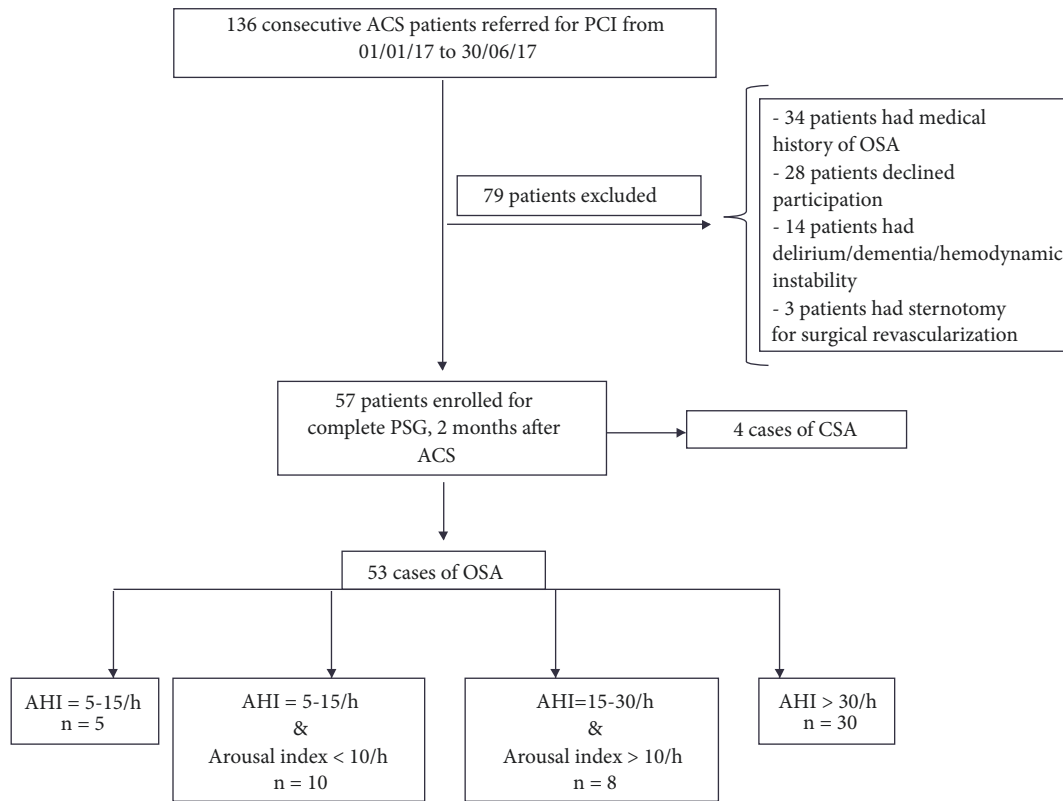 136 consecutive ACS patients referred for PCI from
01/01/17 to 30/06/17
79 patients excluded
- 34 patients had medical
history of OSA
- 28 patients declined
participation
- 14 patients had
delirium/dementia/hemodynamic
instability
- 3 patients had sternotomy
for surgical revascularization
57 patients enrolled for
complete PSG, 2 months after
ACS
4 cases of CSA
53 cases of OSA
AHI = 5-15/h
n = 5
AHI = 5-15/h
&
Arousal index < 10/h
n = 10
AHI=15-30/h
&
Arousal index > 10/h
n = 8
AHI > 30/h
n = 30